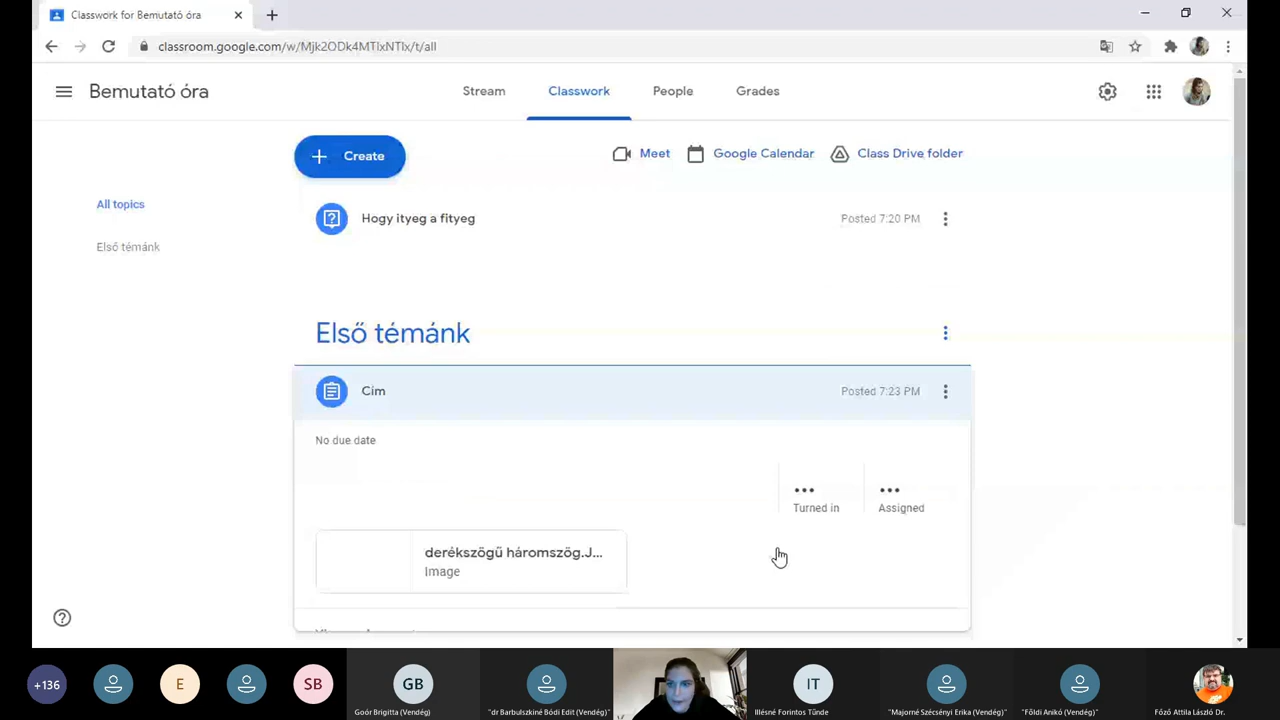 Classwork for Bemutató óra
classroom.google.com/w/Mjk2ODk4MTIxNTIx/t/all
Bemutató óra
Stream
Classwork
People
Grades
Create
Meet
Google Calendar
Class Drive folder
All topics
Első témánk
Hogy ityeg a fityeg
Posted 7:20 PM
Első témánk
Cím
Posted 7:23 PM
No due date
Turned in
Assigned
derékszögű háromszög.J...
Image
+136
E
SB
GB
IT
Goór Brigitta (Vendég)
"dr Barbulszkiné Bódi Edit (Vendég)"
Illésné Forintos Tünde
"Majorné Szécsényi Erika (Vendég)"
"Földi Anikó (Vendég)"
Főző Attila László Dr.